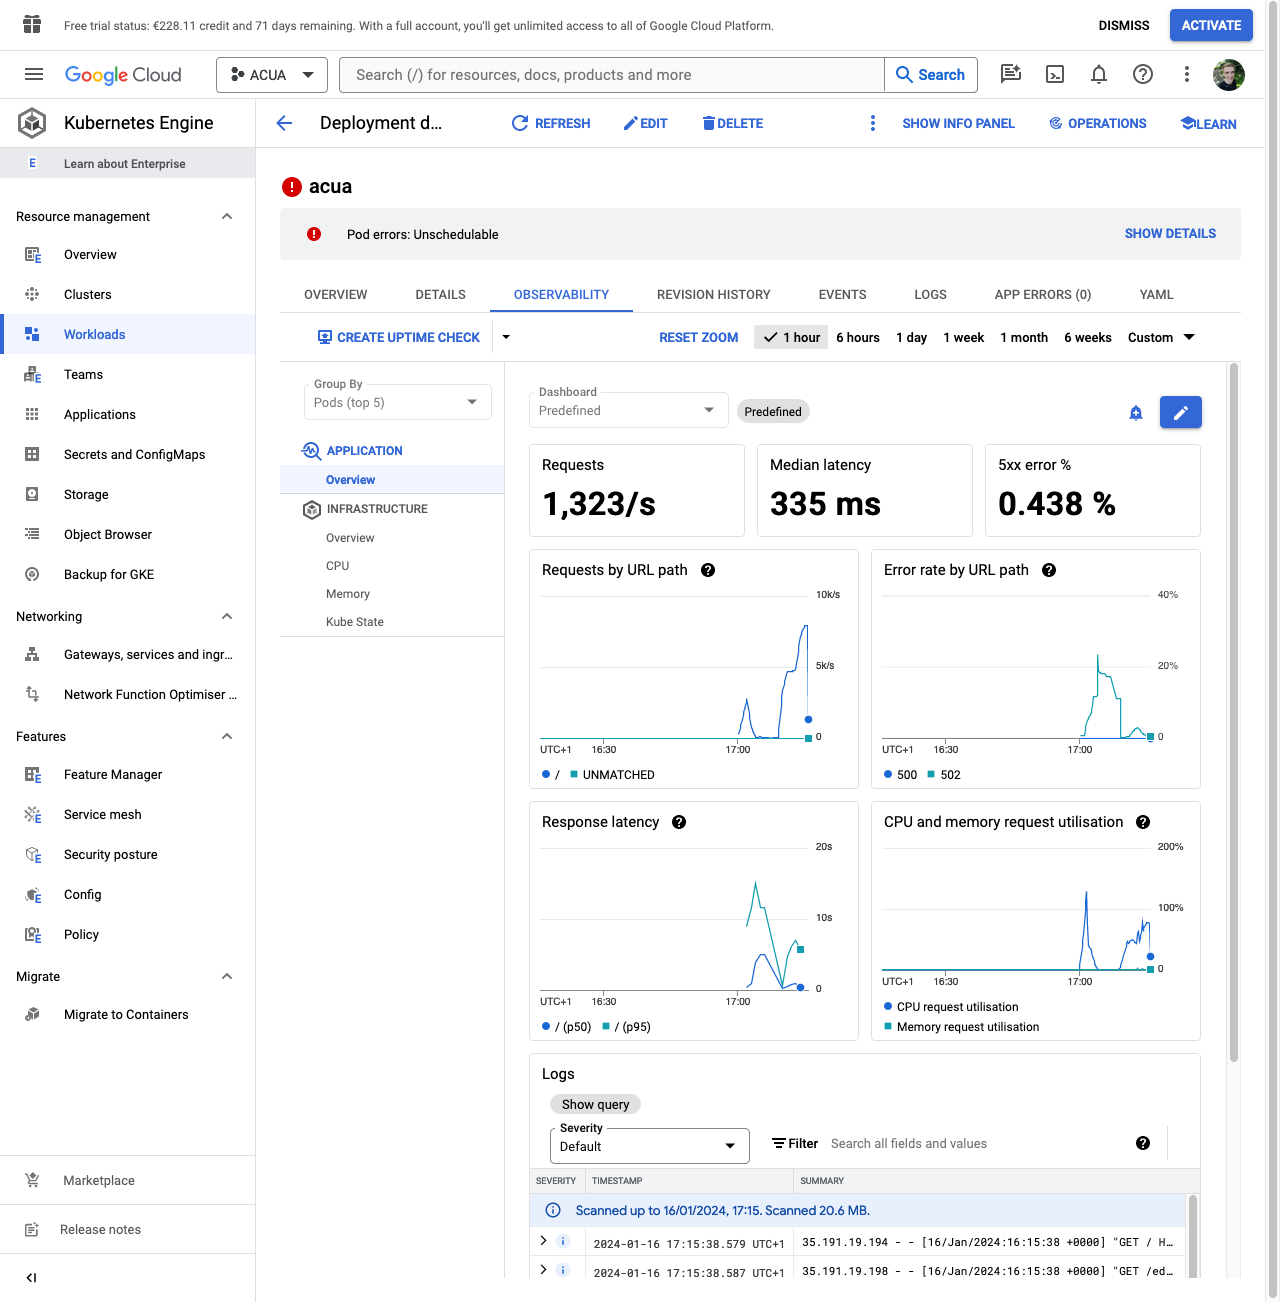 Free trial status: €228.11 credit and 71 days remaining. With a full account, you'll get unlimited access to all of Google Cloud Platform.
DISMISS
ACTIVATE
Google Cloud
ACUA
Search (/) for resources, docs, products and more
Search
Kubernetes Engine
Deployment d...
REFRESH
EDIT
DELETE
SHOW INFO PANEL
OPERATIONS
LEARN
E
Learn about Enterprise
Resource management
Overview
Clusters
Workloads
Teams
Applications
Secrets and ConfigMaps
Storage
Object Browser
Backup for GKE
Networking
Gateways, services and ingr...
Network Function Optimiser ...
Features
Feature Manager
Service mesh
Security posture
Config
Policy
Migrate
Migrate to Containers
Marketplace
Release notes
acua
Pod errors: Unschedulable
SHOW DETAILS
OVERVIEW
DETAILS
OBSERVABILITY
REVISION HISTORY
EVENTS
LOGS
APP ERRORS (0)
YAML
CREATE UPTIME CHECK
RESET ZOOM
1 hour
6 hours
1 day
1 week
1 month
6 weeks
Custom
Group By
Pods (top 5)
APPLICATION
Overview
INFRASTRUCTURE
Overview
CPU
Memory
Kube State
Dashboard
Predefined
Predefined
Requests
1,323/s
Median latency
335 ms
5xx error %
0.438 %
Requests by URL path
10k/s
5k/s
0
UTC+1
16:30
17:00
/
UNMATCHED
Error rate by URL path
40%
20%
0
UTC+1
16:30
17:00
500
502
Response latency
20s
10s
0
UTC+1
16:30
17:00
/ (p50)
/ (p95)
CPU and memory request utilisation
200%
100%
0
UTC+1
16:30
17:00
CPU request utilisation
Memory request utilisation
Logs
Show query
Severity
Default
Filter
Search all fields and values
SEVERITY
TIMESTAMP
SUMMARY
Scanned up to 16/01/2024, 17:15. Scanned 20.6 MB.
2024-01-16 17:15:38.579 UTC+1
35.191.19.194 - - [16/Jan/2024:16:15:38 +0000] "GET / H...
2024-01-16 17:15:38.587 UTC+1
35.191.19.198 - - [16/Jan/2024:16:15:38 +0000] "GET /ed...